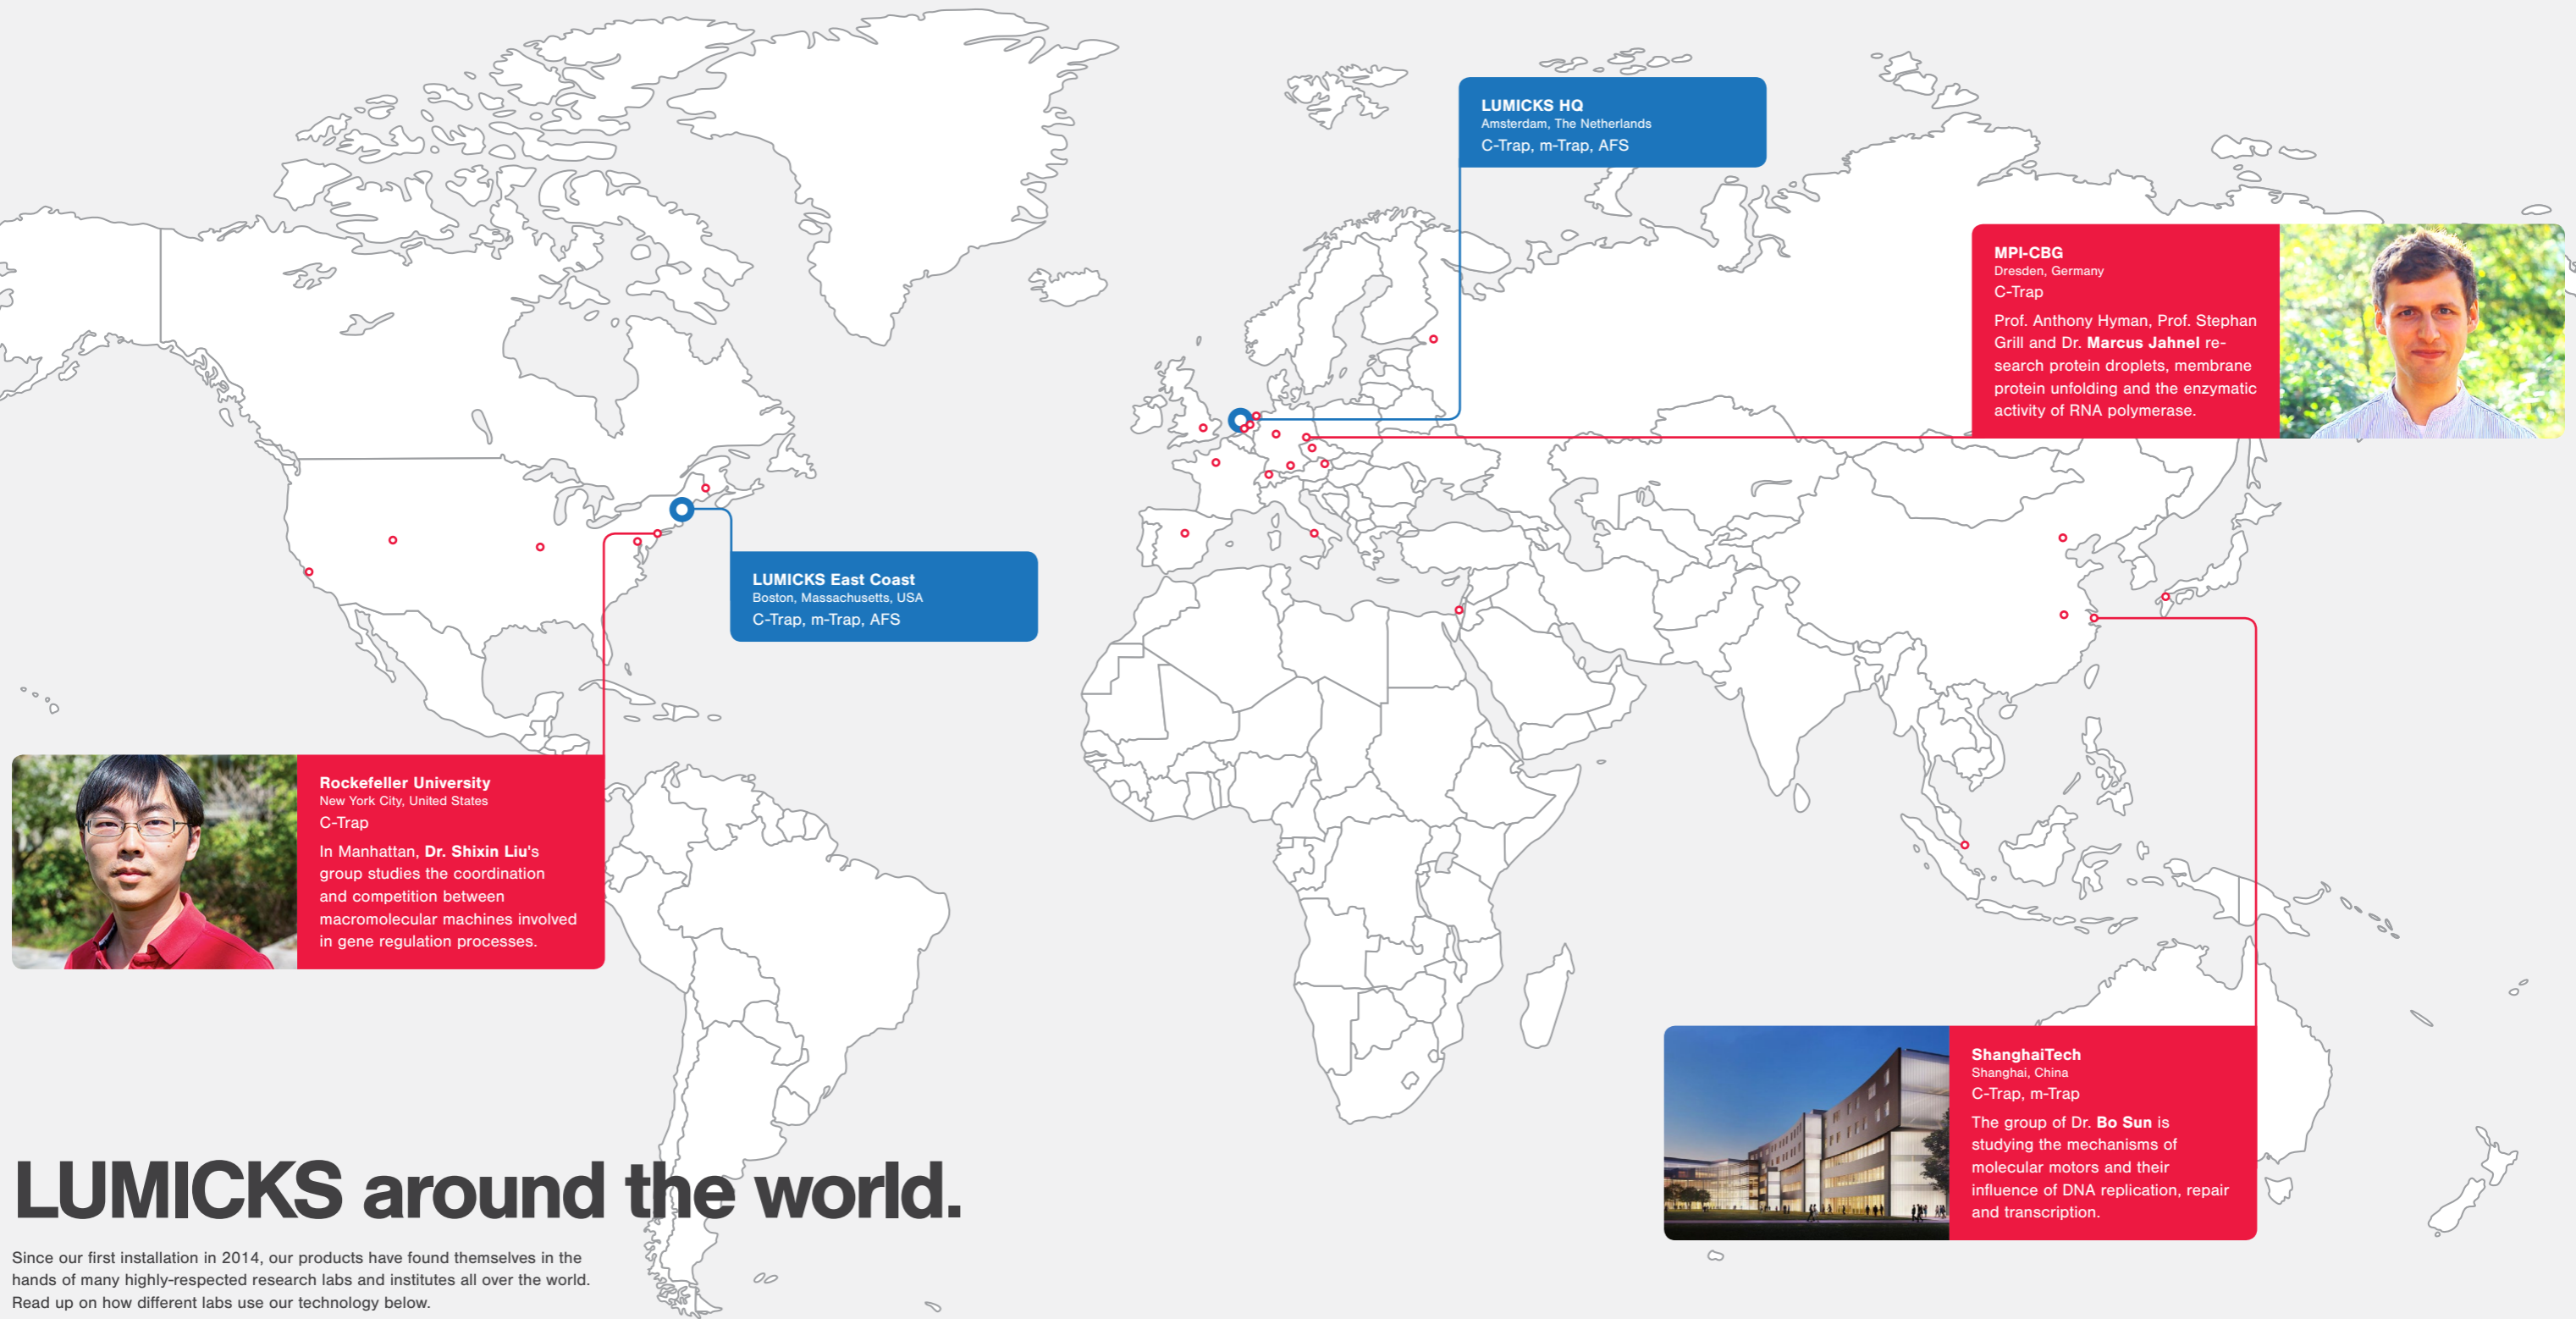 LUMICKS HQ
Amsterdam, The Netherlands
C-Trap, m-Trap, AFS
MPI-CBG
Dresden, Germany
C-Trap
Prof. Anthony Hyman, Prof. Stephan
Grill and Dr. Marcus Jahnel re-
search protein droplets, membrane
protein unfolding and the enzymatic
activity of RNA polymerase.
LUMICKS East Coast
Boston, Massachusetts, USA
C-Trap, m-Trap, AFS
Rockefeller University
New York City, United States
C-Trap
In Manhattan, Dr. Shixin Liu's
group studies the coordination
and competition between
macromolecular machines involved
in gene regulation processes.
ShanghaiTech
Shanghai, China
C-Trap, m-Trap
The group of Dr. Bo Sun is
studying the mechanisms of
molecular motors and their
influence of DNA replication, repair
and transcription.
LUMICKS around the world.
Since our first installation in 2014, our products have found themselves in the
hands of many highly-respected research labs and institutes all over the world.
Read up on how different labs use our technology below.